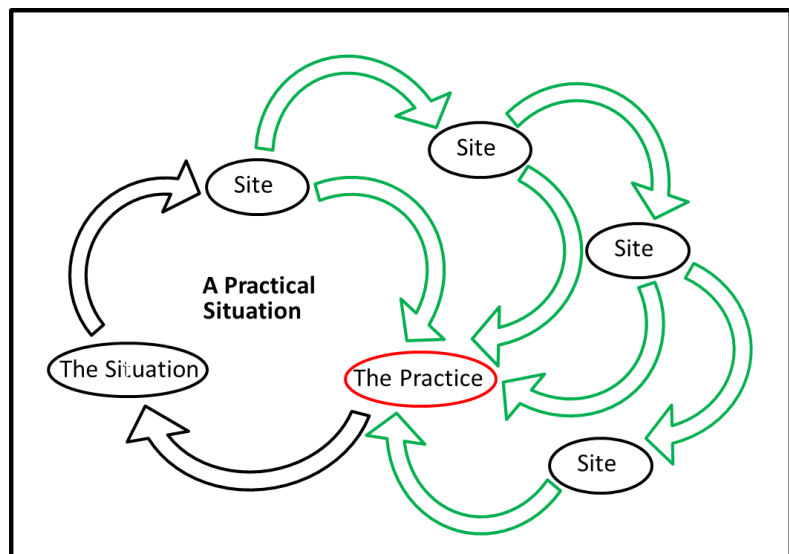 Site
Site
Site
A Practical
Situation
The Situation
The Practice
Site